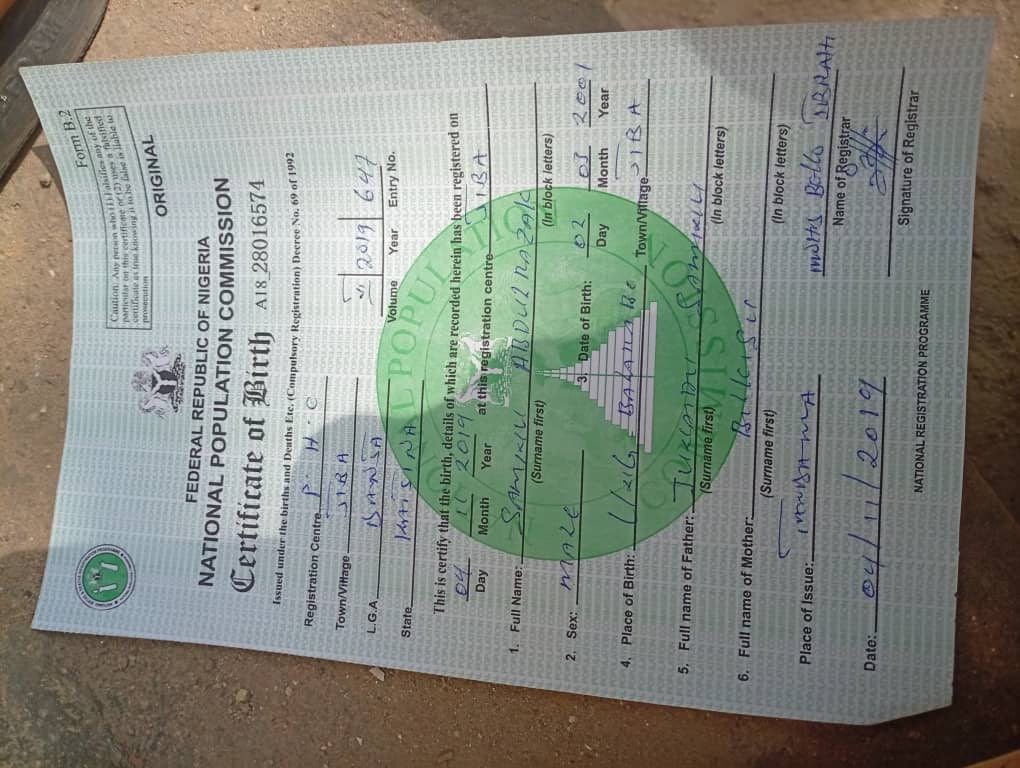 Form B.2
Caution: Any person who (1) Falsifies any of the
particular on this certificate or (2) uses a falsified
certificate as true knowing it to be false is liable to
prosecution
ORIGINAL
FEDERAL REPUBLIC OF NIGERIA
NATIONAL POPULATION COMMISSION
Certificate of Birth A18 28016574
Issued under the births and Deaths Etc, (Compulsory Registration) Decree No. 69 of 1992
Registration Centre P. H. C
Town/Village JIBA
L.G.A
State KATSINA
2019 647
Volume Year Entry No.
This is certify that the birth, details of which are recorded herein has been registered on
04 11 2019 at this registration centre JIBA
Day Month Year
1. Full Name: ABDULRAZAK
(Surname first) (In block letters)
2. Sex: MALE 3. Date of Birth: 02 03 2001
Day Month Year
4. Place of Birth: Town/Village JIBA
5. Full name of Father:
(Surname first) (In block letters)
6. Full name of Mother: BILKISU
(Surname first) (In block letters)
Place of Issue:
Name of Registrar
Date: 04/11/2019
Signature of Registrar
NATIONAL REGISTRATION PROGRAMME